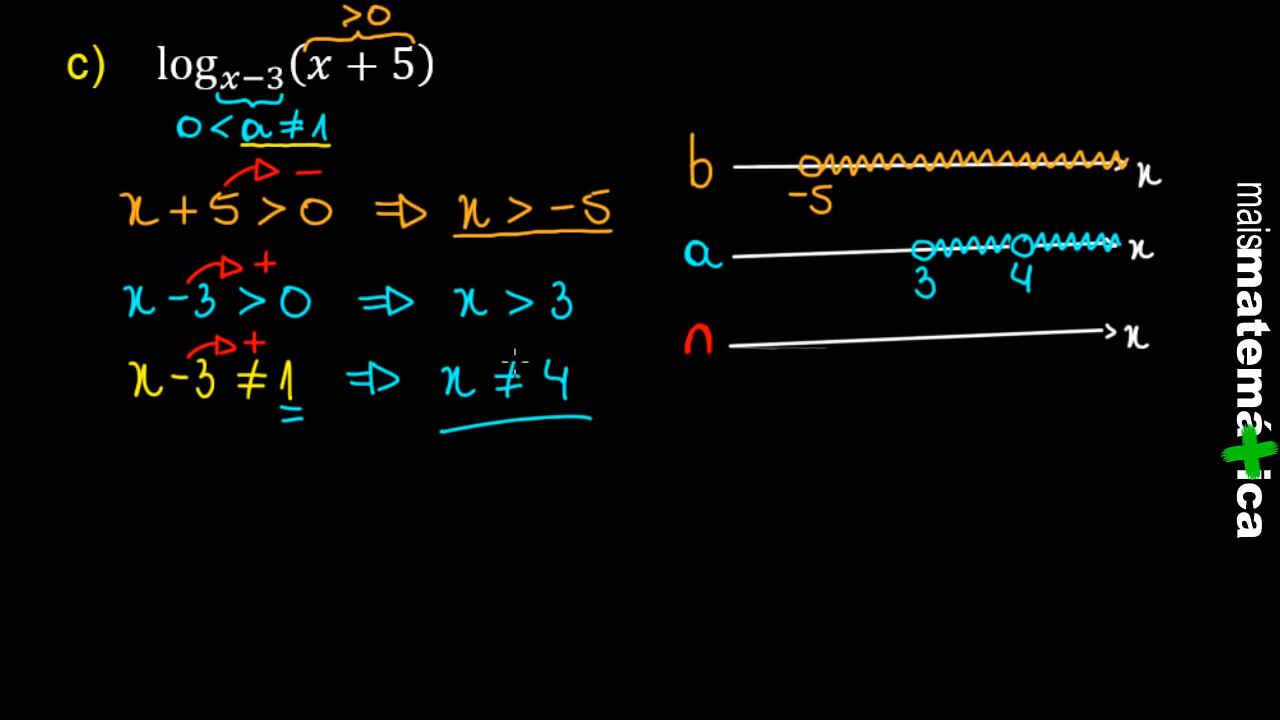 >0
c) log_{x-3}(x + 5)
0 < a ≠ 1
−
x + 5 > 0 ⇒ x > -5
+
x - 3 > 0 ⇒ x > 3
+
x - 3 ≠ 1 ⇒ x ≠ 4
b x
-5
a x
3 4
∩ x
maismatemática